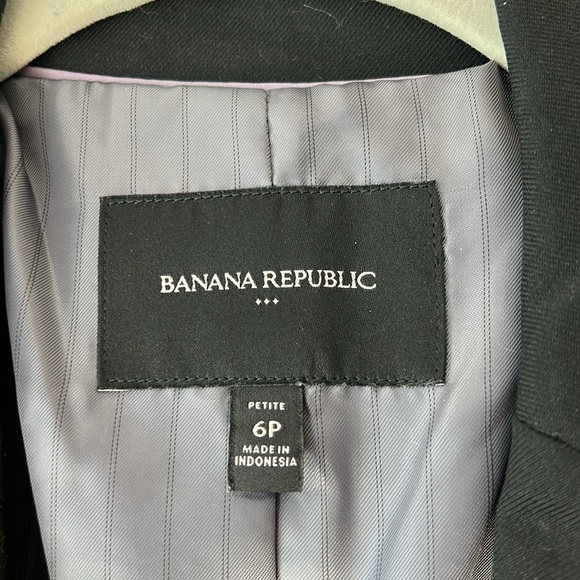 BANANA REPUBLIC
PETITE
6P
MADE IN
INDONESIA